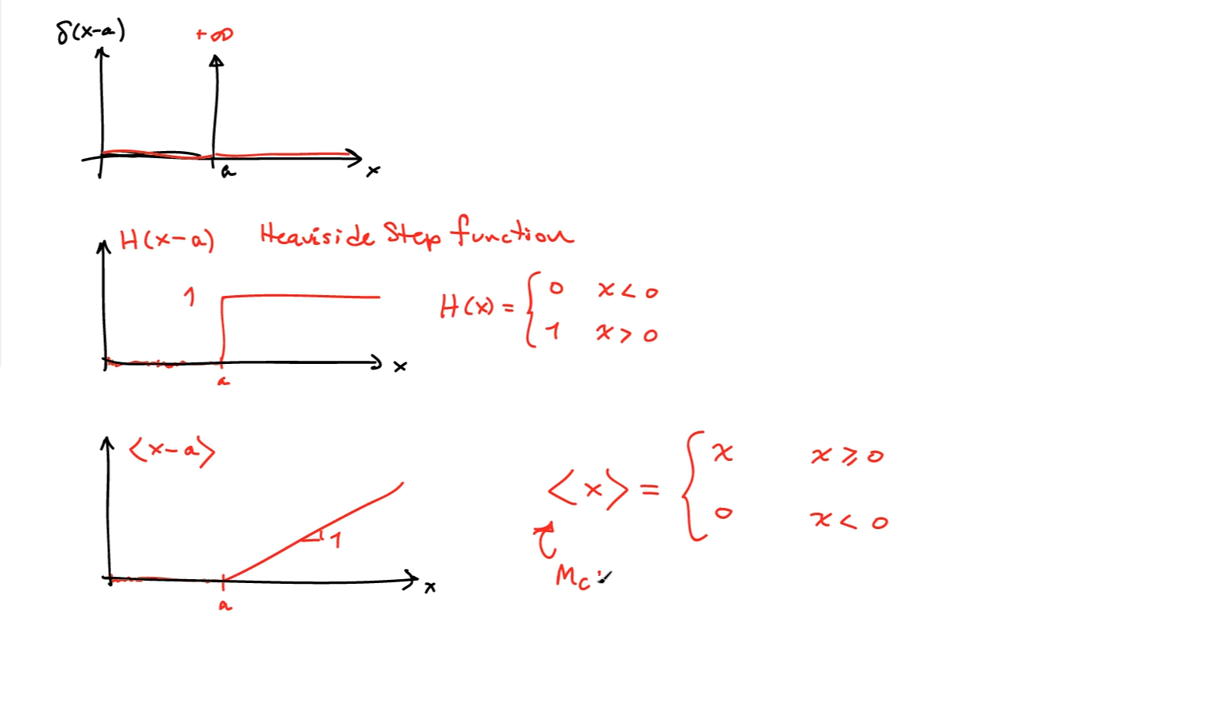 δ(x-a)
+∞
a
x
H(x-a) Heaviside Step function
1
H(x) = { 0 x < 0
1 x > 0
x
a
<x-a>
1
x
a
<x> = { x x ⩾ 0
0 x < 0
Mc